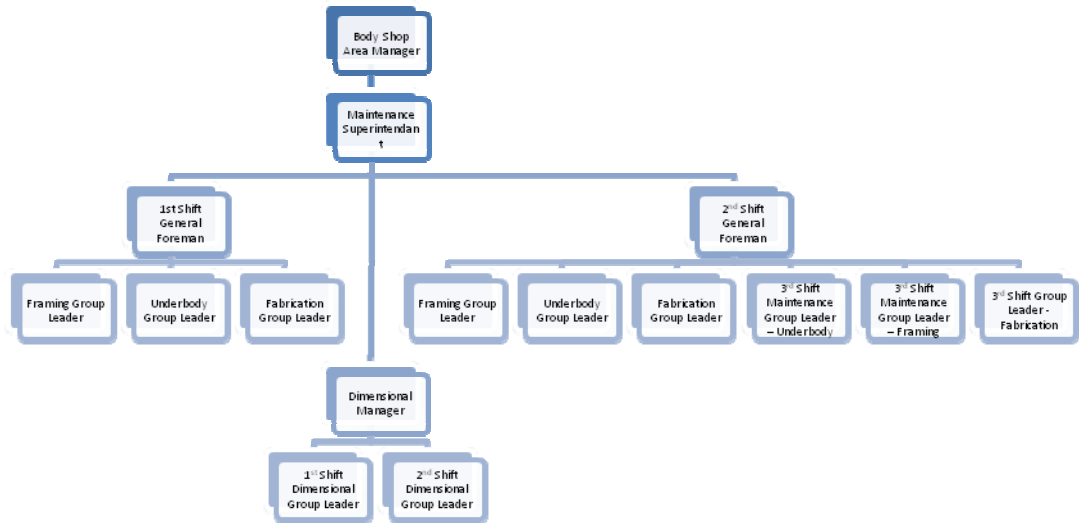 Body Shop
Area Manager
Maintenance
Superintendan
t
1st Shift
General
Foreman
2nd Shift
General
Foreman
Framing Group
Leader
Underbody
Group Leader
Fabrication
Group Leader
Framing Group
Leader
Underbody
Group Leader
Fabrication
Group Leader
3rd Shift
Maintenance
Group Leader
– Underbody
3rd Shift
Maintenance
Group Leader
– Framing
3rd Shift Group
Leader -
Fabrication
Dimensional
Manager
1st Shift
Dimensional
Group Leader
2nd Shift
Dimensional
Group Leader